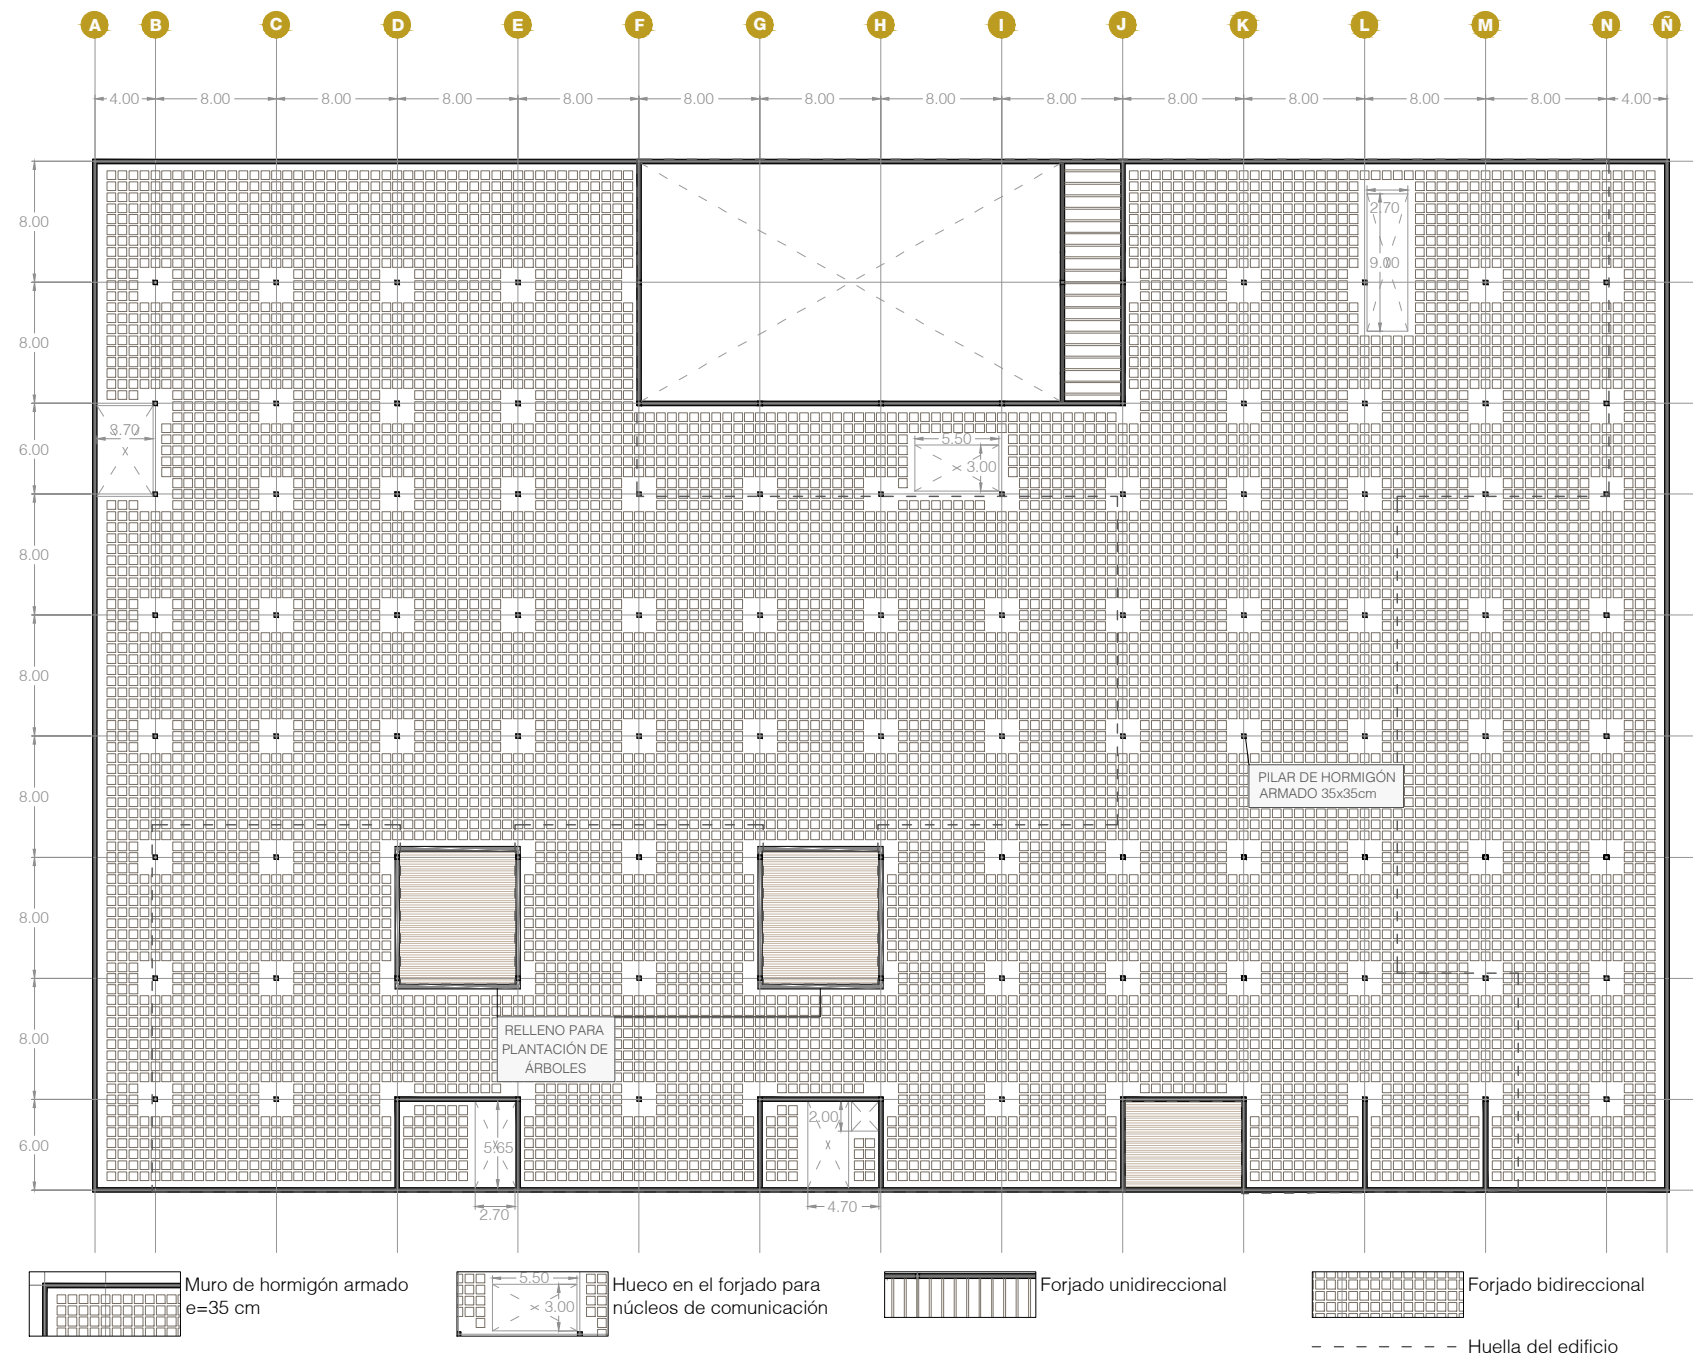 A B C D E F G H I J K L M N Ñ
4.00 8.00 8.00 8.00 8.00 8.00 8.00 8.00 8.00 8.00 8.00 8.00 8.00 4.00
8.00
2.70
9.00
8.00
3.70
5.50
6.00
3.00
8.00
8.00
PILAR DE HORMIGÓN
ARMADO 35x35cm
8.00
8.00
RELLENO PARA
PLANTACIÓN DE
ÁRBOLES
8.00
2.00
5.65
6.00
2.70
4.70
Muro de hormigón armado
e=35 cm
5.50
3.00
Hueco en el forjado para
núcleos de comunicación
Forjado unidireccional
Forjado bidireccional
Huella del edificio